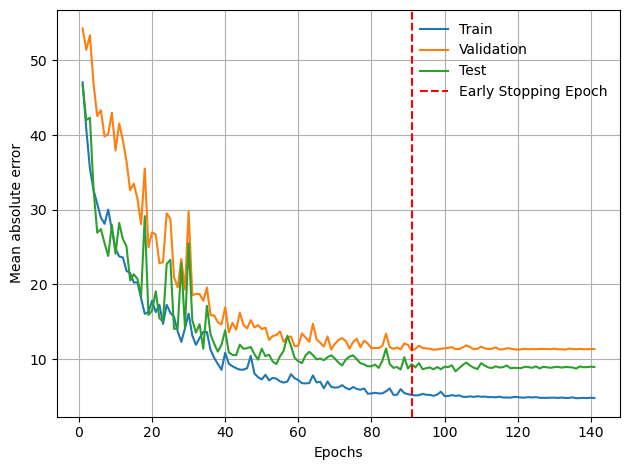 Train
Validation
Test
Early Stopping Epoch
50
40
30
20
10
Mean absolute error
0 20 40 60 80 100 120 140
Epochs